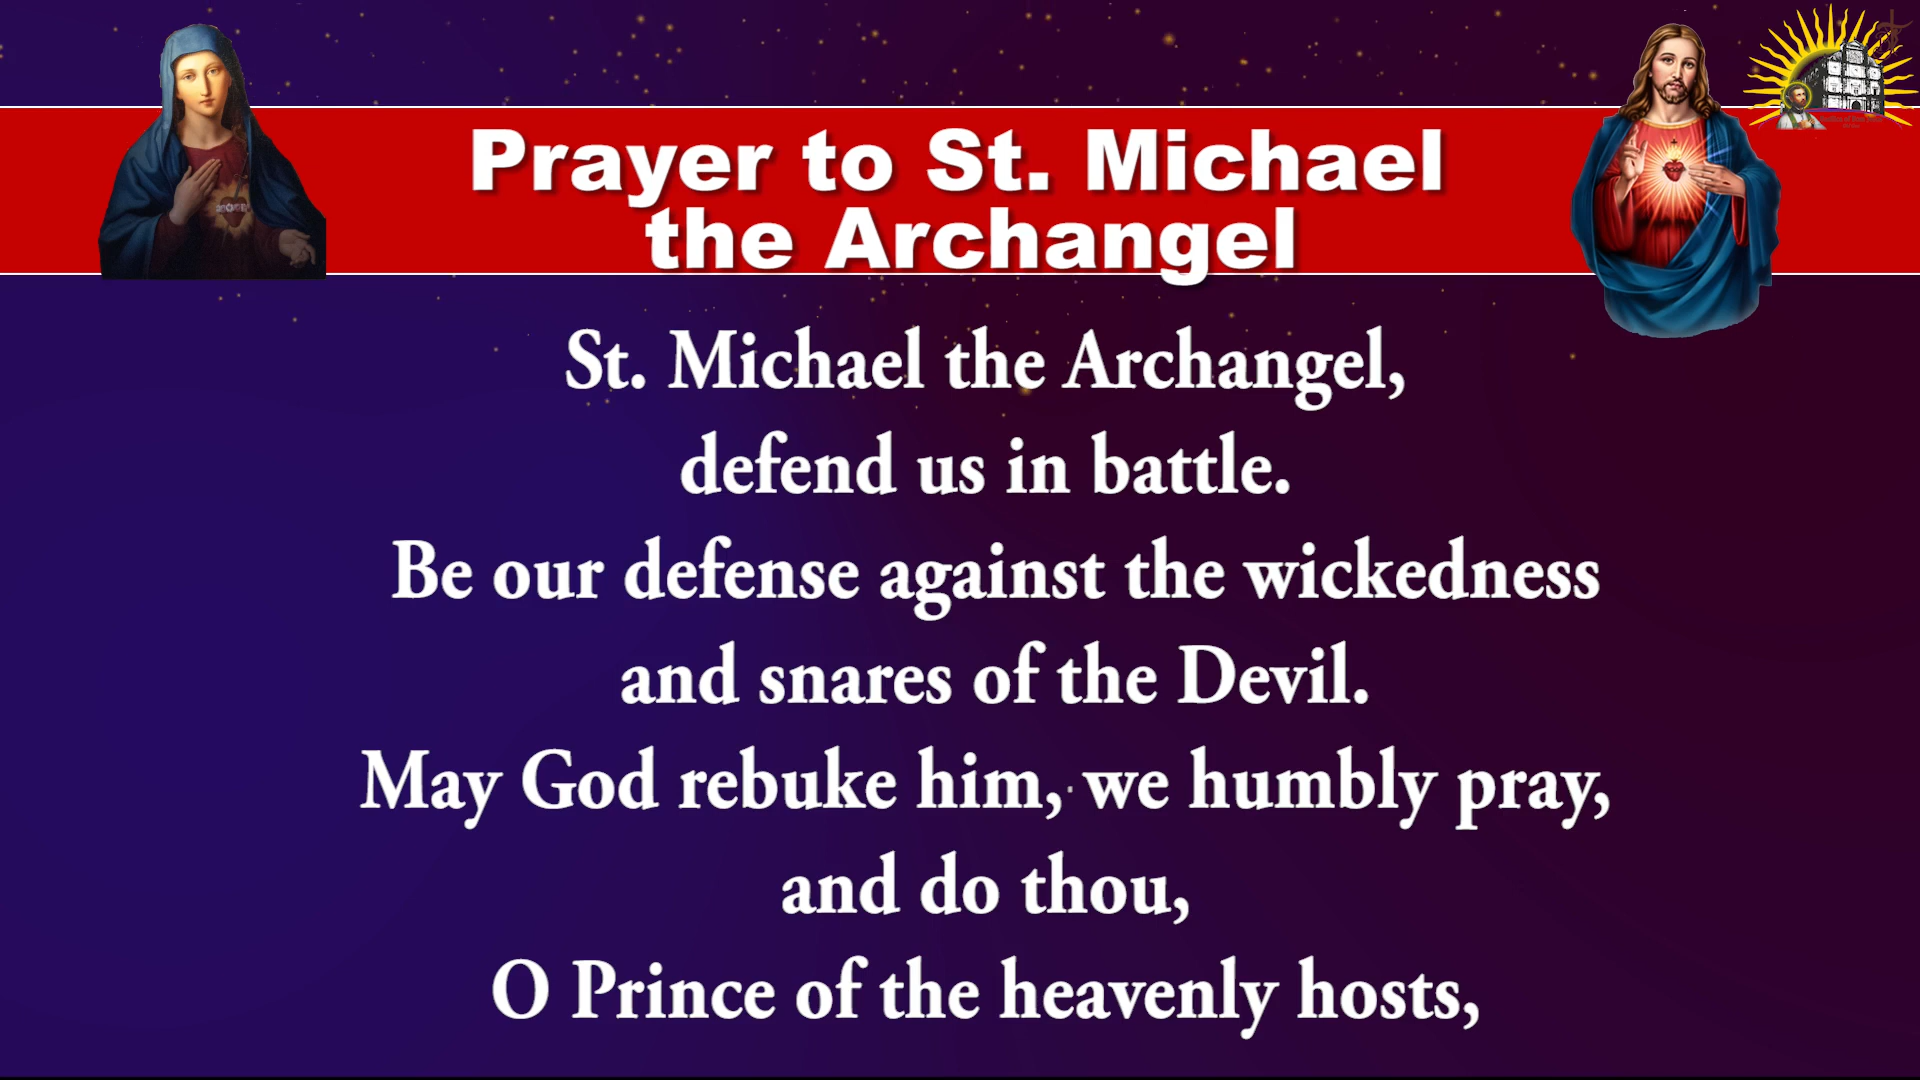 Prayer to St. Michael
the Archangel
St. Michael the Archangel,
defend us in battle.
Be our defense against the wickedness
and snares of the Devil.
May God rebuke him, we humbly pray,
and do thou,
O Prince of the heavenly hosts,